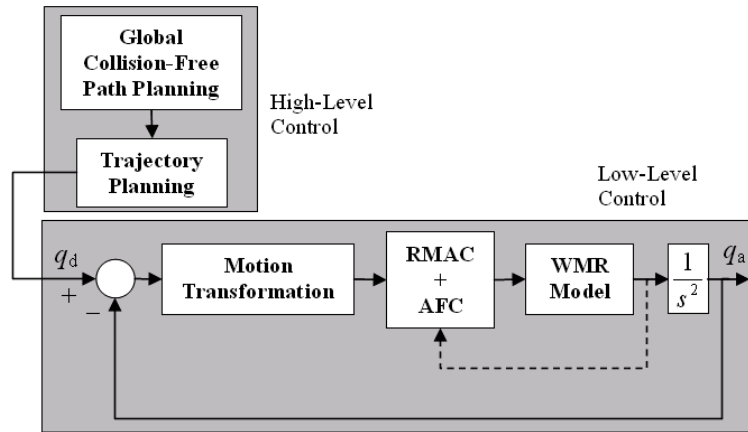 Global
Collision-Free
Path Planning
High-Level
Control
Trajectory
Planning
Low-Level
Control
qd
+
−
Motion
Transformation
RMAC
+
AFC
WMR
Model
1
s²
qa